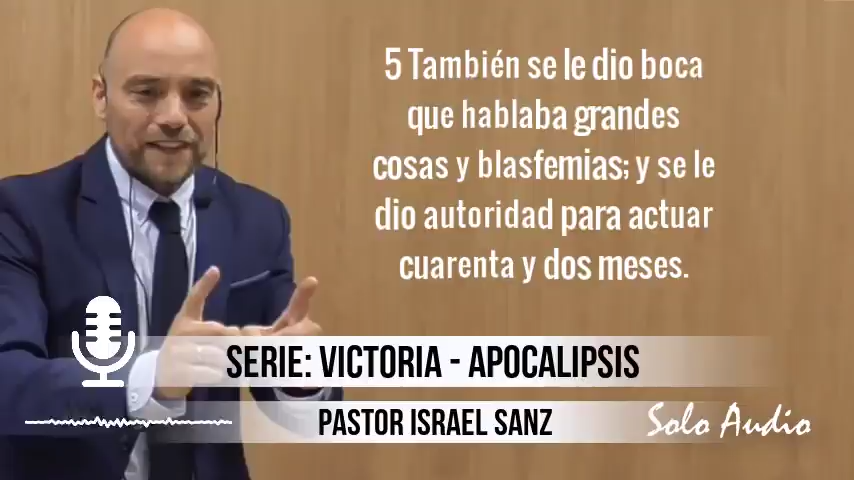 5 También se le dio boca
que hablaba grandes
cosas y blasfemias; y se le
dio autoridad para actuar
cuarenta y dos meses.
SERIE: VICTORIA - APOCALIPSIS
PASTOR ISRAEL SANZ
Solo Audio